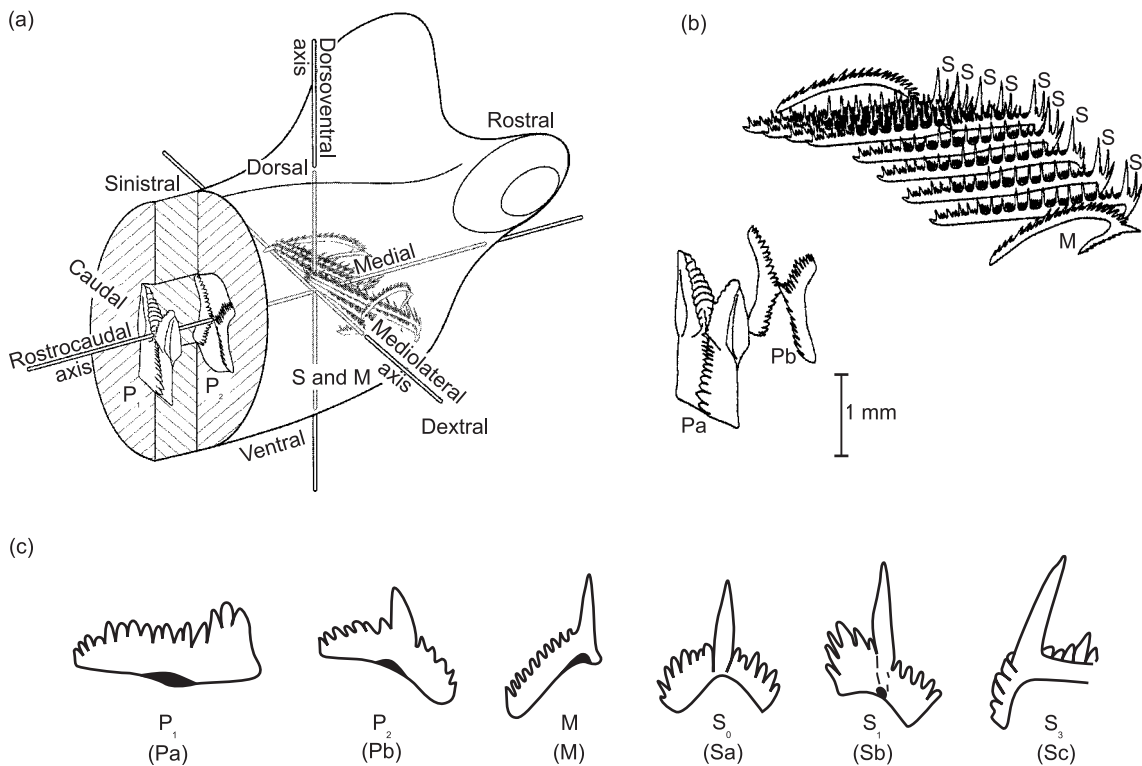 (a)
Dorsoventral
axis
Rostral
Dorsal
Sinistral
Medial
Caudal
Rostrocaudal
axis
Mediolateral
axis
P₁
P₂
S and M
Dextral
Ventral
(b)
S
S
S
S
S
S
S
S
S
M
Pb
Pa
1 mm
(c)
P₁ P₂ M S₀ S₁ S₃
(Pa) (Pb) (M) (Sa) (Sb) (Sc)